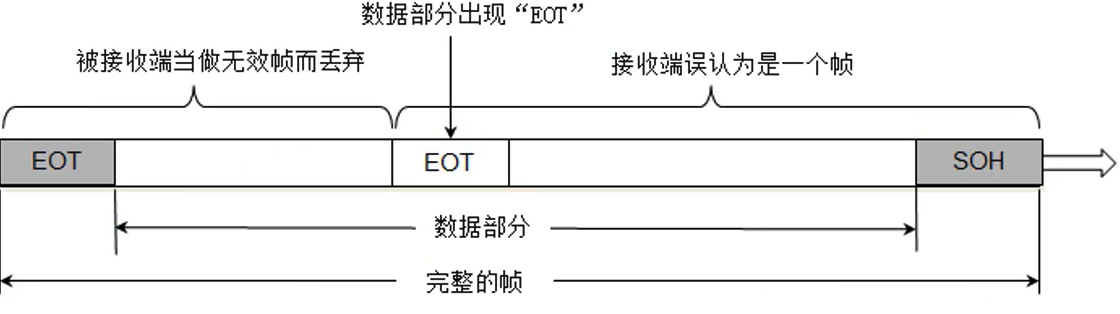 数据部分出现“EOT”
被接收端当做无效帧而丢弃
接收端误认为是一个帧
EOT
EOT
SOH
数据部分
完整的帧